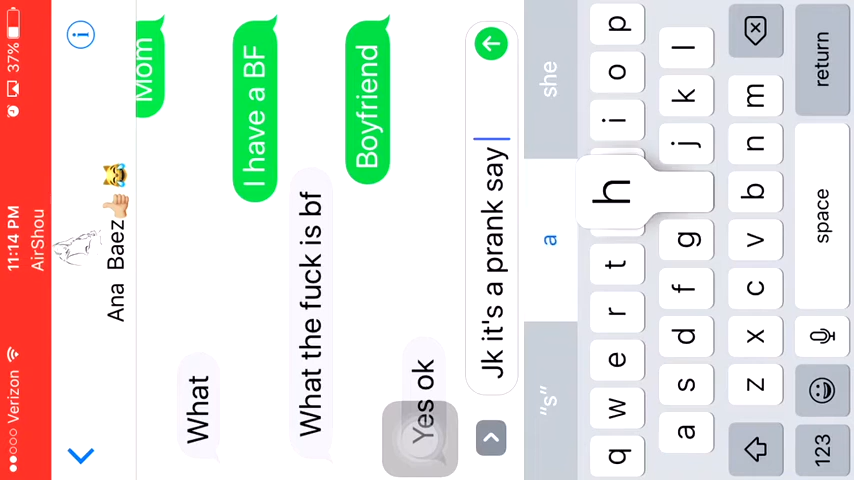 Verizon 11:14 PM 37%
AirShou
Ana Baez👍🏼😹
Mom
What
I have a BF
What the fuck is bf
Boyfriend
Yes ok
Jk it's a prank say
"s" a she
q w e r t i o p
a s d f g h j k l
z x c v b n m
123 space return